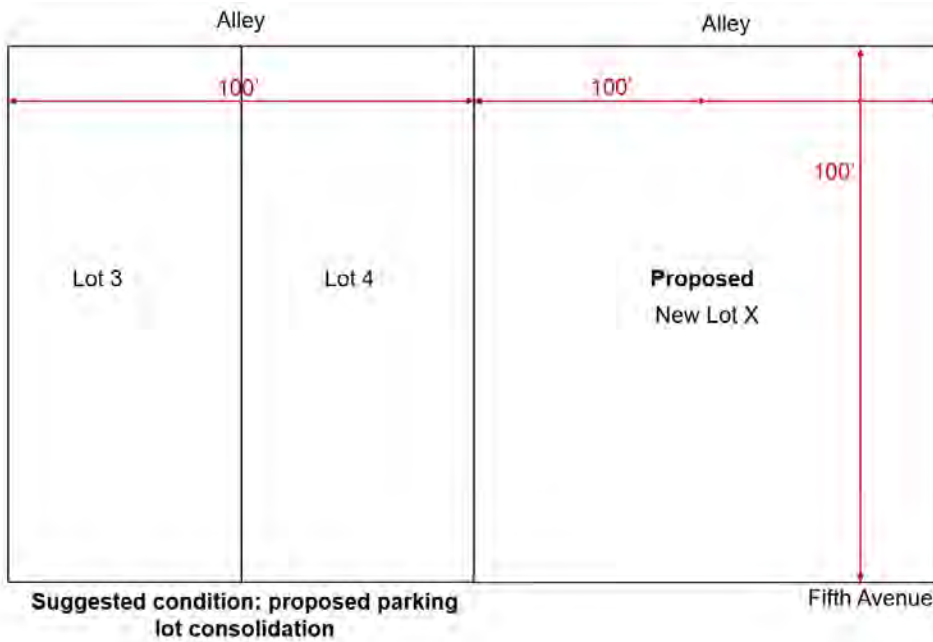 Alley
Alley
100'
100'
100'
Lot 3
Lot 4
Proposed
New Lot X
Suggested condition: proposed parking
lot consolidation
Fifth Avenue